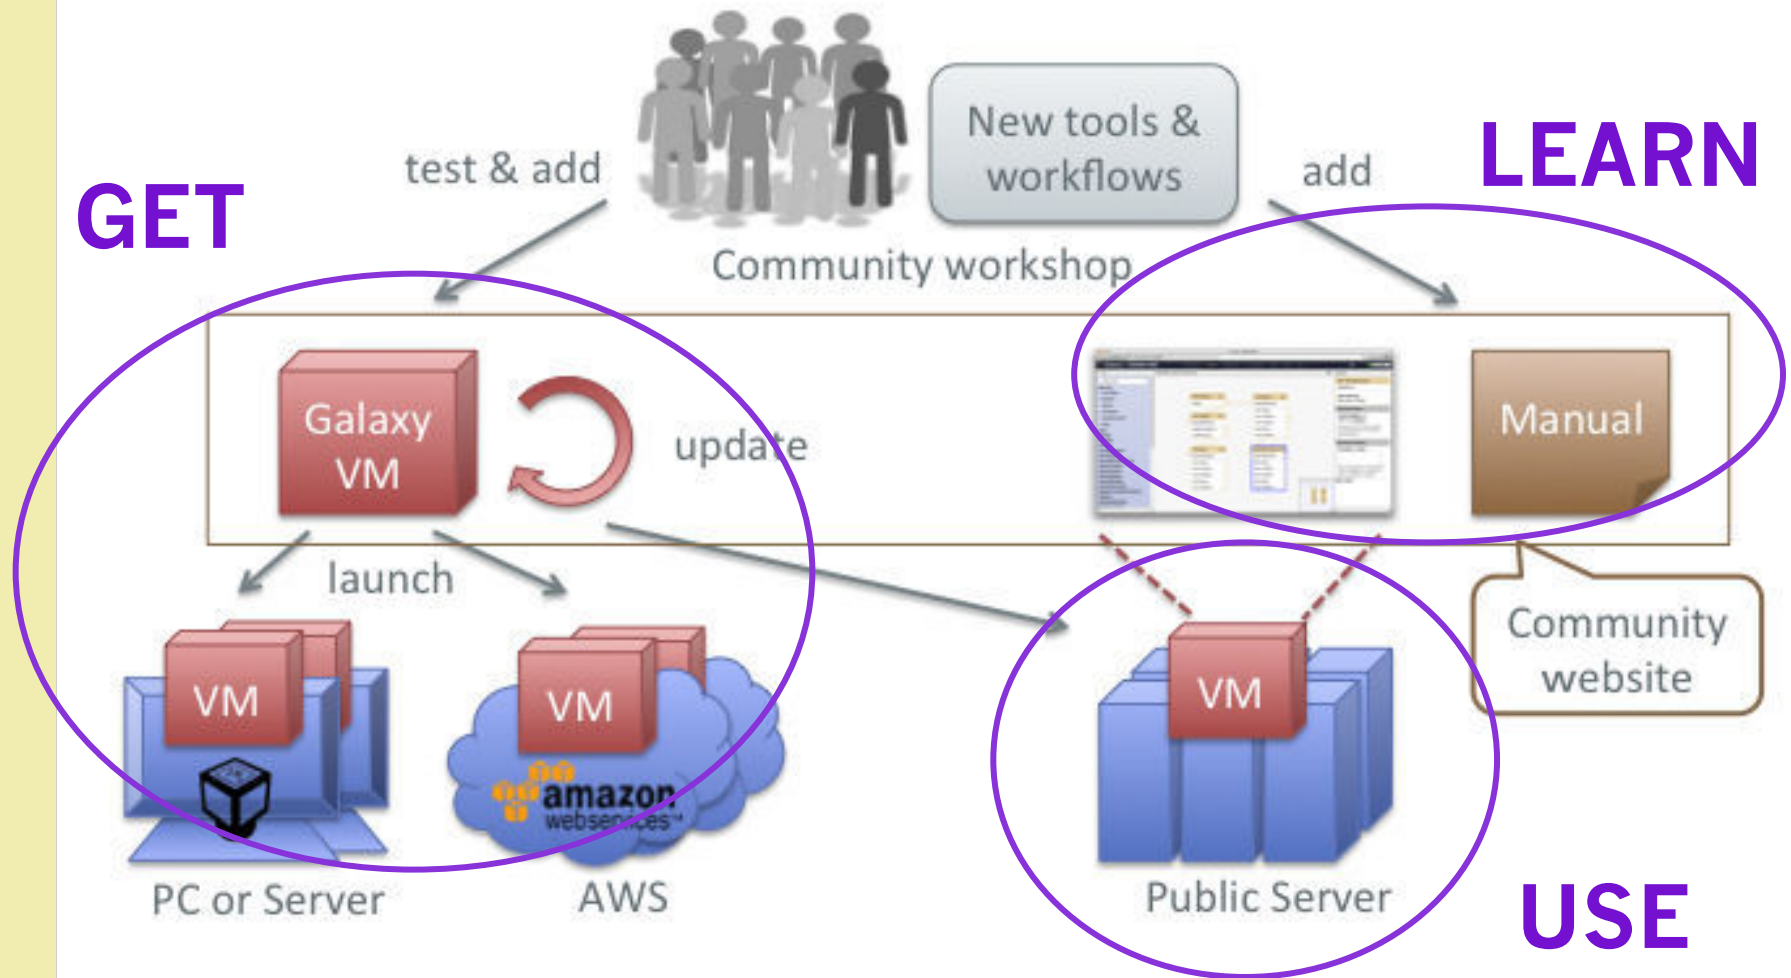 New tools &
workflows
LEARN
test & add
add
GET
Community workshop
Galaxy
VM
update
Manual
launch
Community
website
VM
VM
VM
amazon
webservices™
PC or Server
AWS
Public Server
USE